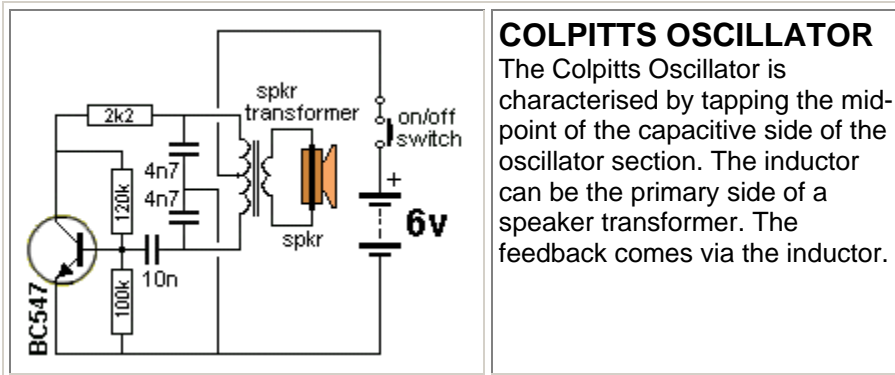 COLPITTS OSCILLATOR
The Colpitts Oscillator is
characterised by tapping the mid-
point of the capacitive side of the
oscillator section. The inductor
can be the primary side of a
speaker transformer. The
feedback comes via the inductor.
spkr
transformer
2k2
on/off
switch
4n7
4n7
120k
+
6v
spkr
10n
100k
BC547